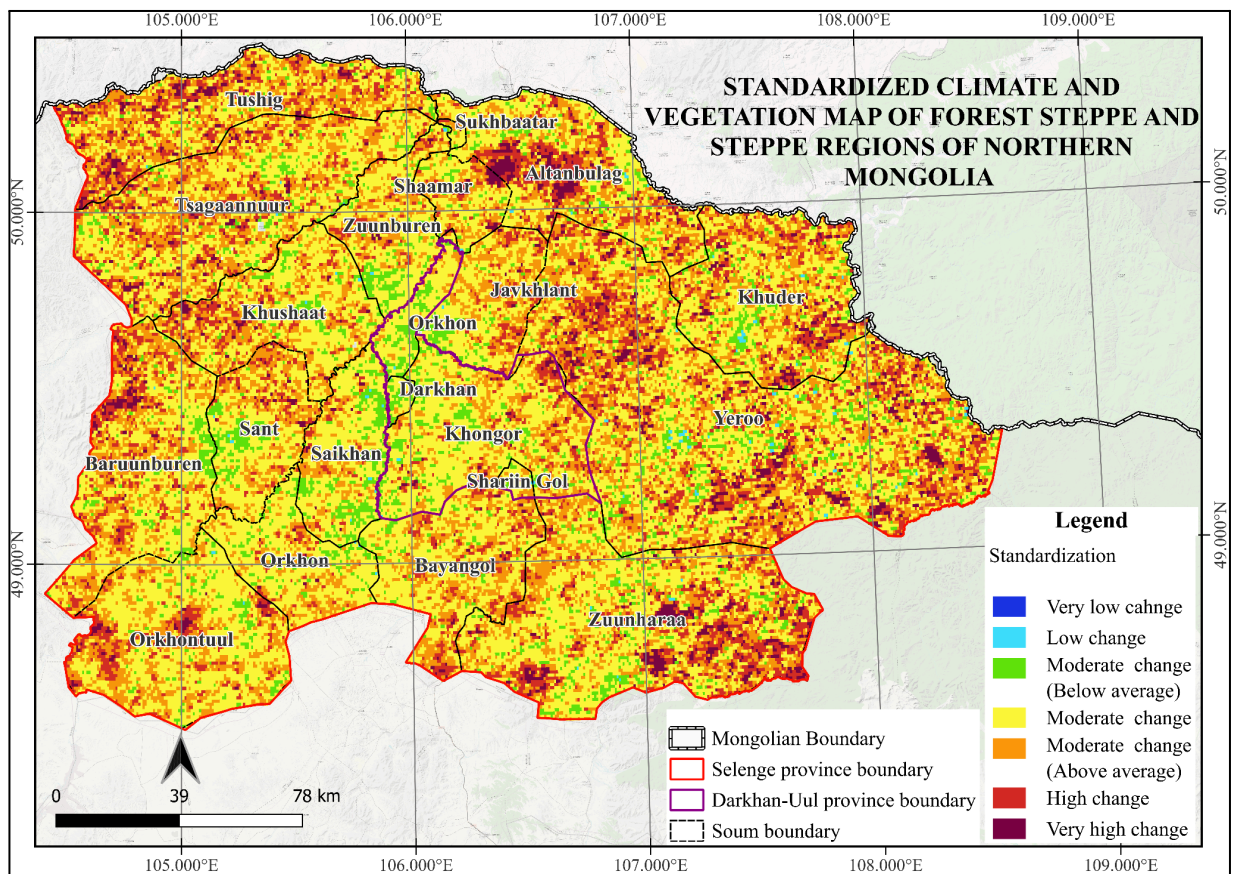 105.000°E 106.000°E 107.000°E 108.000°E 109.000°E
STANDARDIZED CLIMATE AND
VEGETATION MAP OF FOREST STEPPE AND
STEPPE REGIONS OF NORTHERN
MONGOLIA
Tushig
Sukhbaatar
Altanbulag
Shaamar
Tsagaannuur
Zuunburen
50.000°N
50.000°N
Javkhlant
Khuder
Khushaat
Orkhon
Darkhan
Yeroo
Sant
Khongor
Saikhan
Baruunburen
Shariin Gol
49.000°N
49.000°N
Orkhon
Bayangol
Zuunharaa
Orkhontuul
Legend
Standardization
Very low cahnge
Low change
Moderate change
(Below average)
Moderate change
Moderate change
(Above average)
High change
Very high change
Mongolian Boundary
Selenge province boundary
Darkhan-Uul province boundary
Soum boundary
0 39 78 km
105.000°E 106.000°E 107.000°E 108.000°E 109.000°E